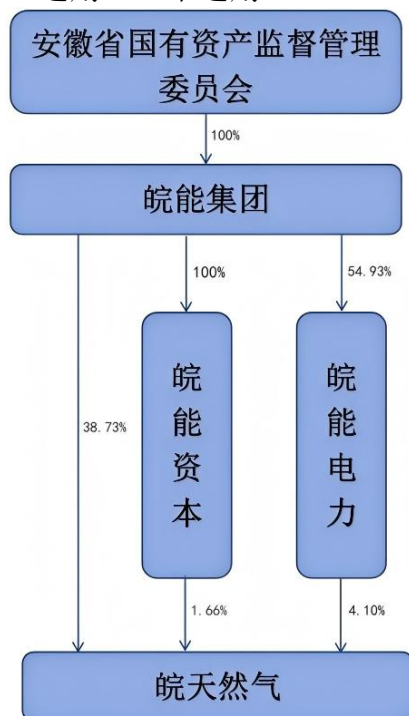 安徽省国有资产监督管理
委员会
100%
皖能集团
100%
54.93%
38.73%
皖能资本
皖能电力
1.66%
4.10%
皖天然气